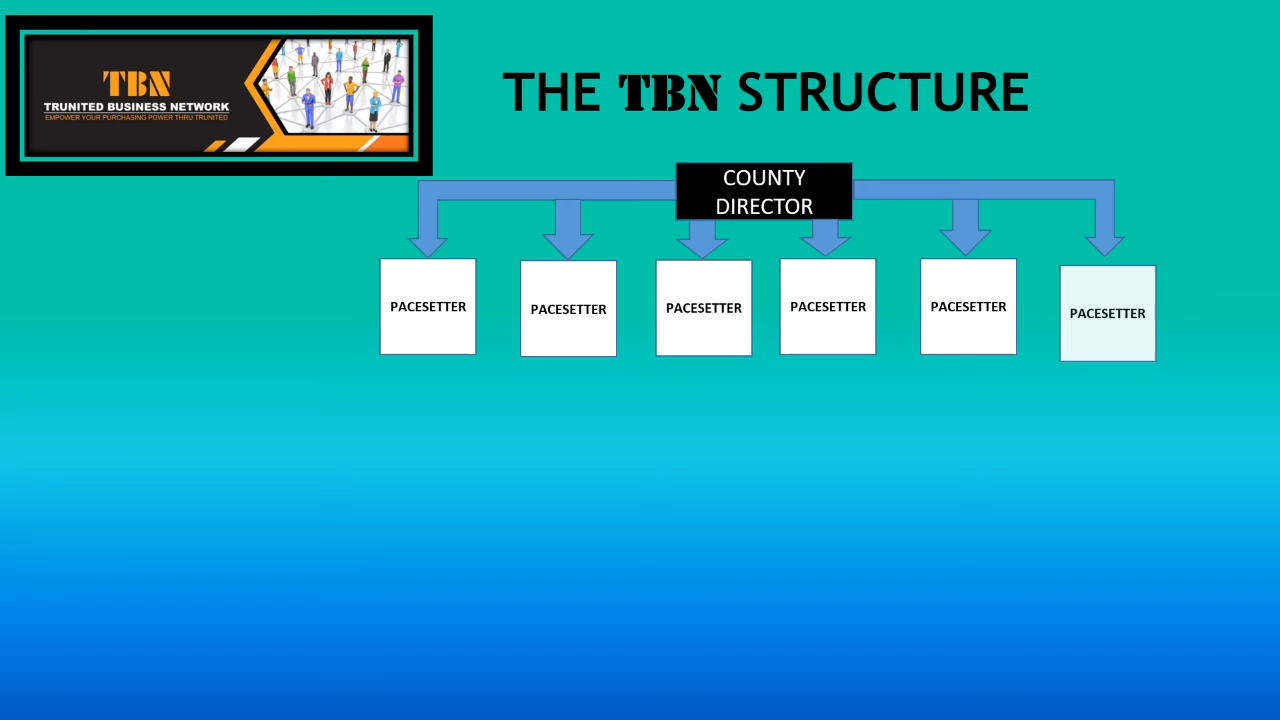 TBN
TRUNITED BUSINESS NETWORK
EMPOWER YOUR PURCHASING POWER THRU TRUNITED
THE TBN STRUCTURE
COUNTY
DIRECTOR
PACESETTER
PACESETTER
PACESETTER
PACESETTER
PACESETTER
PACESETTER